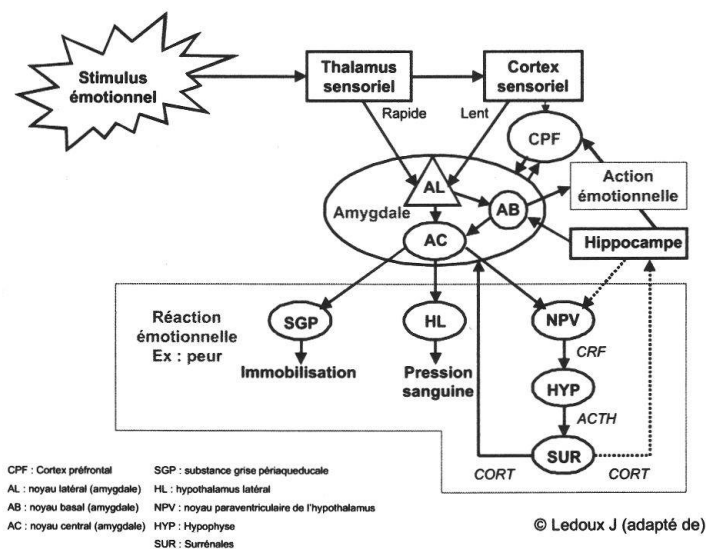 Stimulus
émotionnel
Thalamus
sensoriel
Cortex
sensoriel
Rapide
Lent
CPF
AL
Action
émotionnelle
Amygdale
AB
AC
Hippocampe
Réaction
émotionnelle
Ex : peur
SGP
HL
NPV
Immobilisation
Pression
sanguine
CRF
HYP
ACTH
SUR
CORT
CORT
CPF : Cortex préfrontal
AL : noyau latéral (amygdale)
AB : noyau basal (amygdale)
AC : noyau central (amygdale)
SGP : substance grise périaqueducale
HL : hypothalamus latéral
NPV : noyau paraventriculaire de l'hypothalamus
HYP : Hypophyse
SUR : Surrénales
© Ledoux J (adapté de)